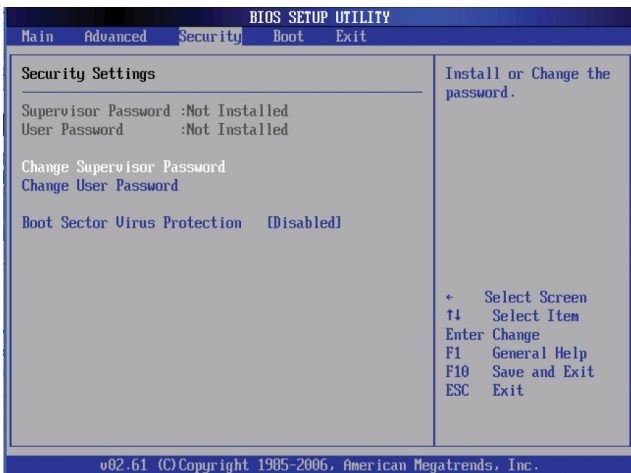 BIOS SETUP UTILITY
Main Advanced Security Boot Exit
Security Settings
Supervisor Password :Not Installed
User Password :Not Installed
Change Supervisor Password
Change User Password
Boot Sector Virus Protection [Disabled]
Install or Change the
password.
← Select Screen
↑↓ Select Item
Enter Change
F1 General Help
F10 Save and Exit
ESC Exit
v02.61 (C)Copyright 1985-2006, American Megatrends, Inc.